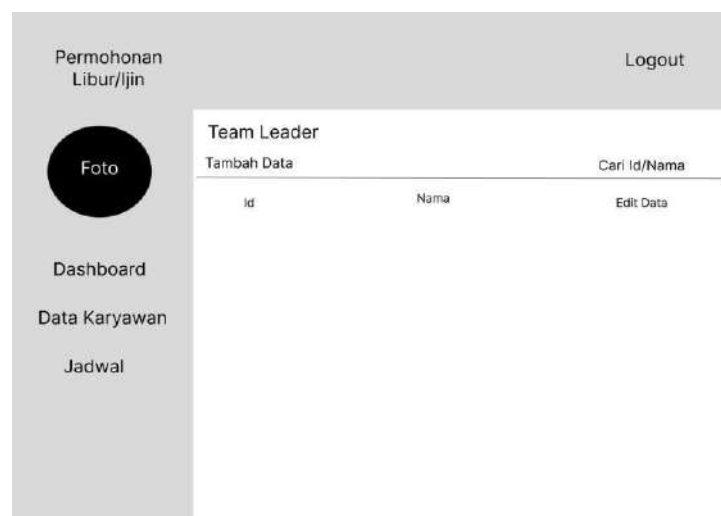 Permohonan
Libur/Ijin
Logout
Foto
Team Leader
Tambah Data
Cari Id/Nama
Id
Nama
Edit Data
Dashboard
Data Karyawan
Jadwal